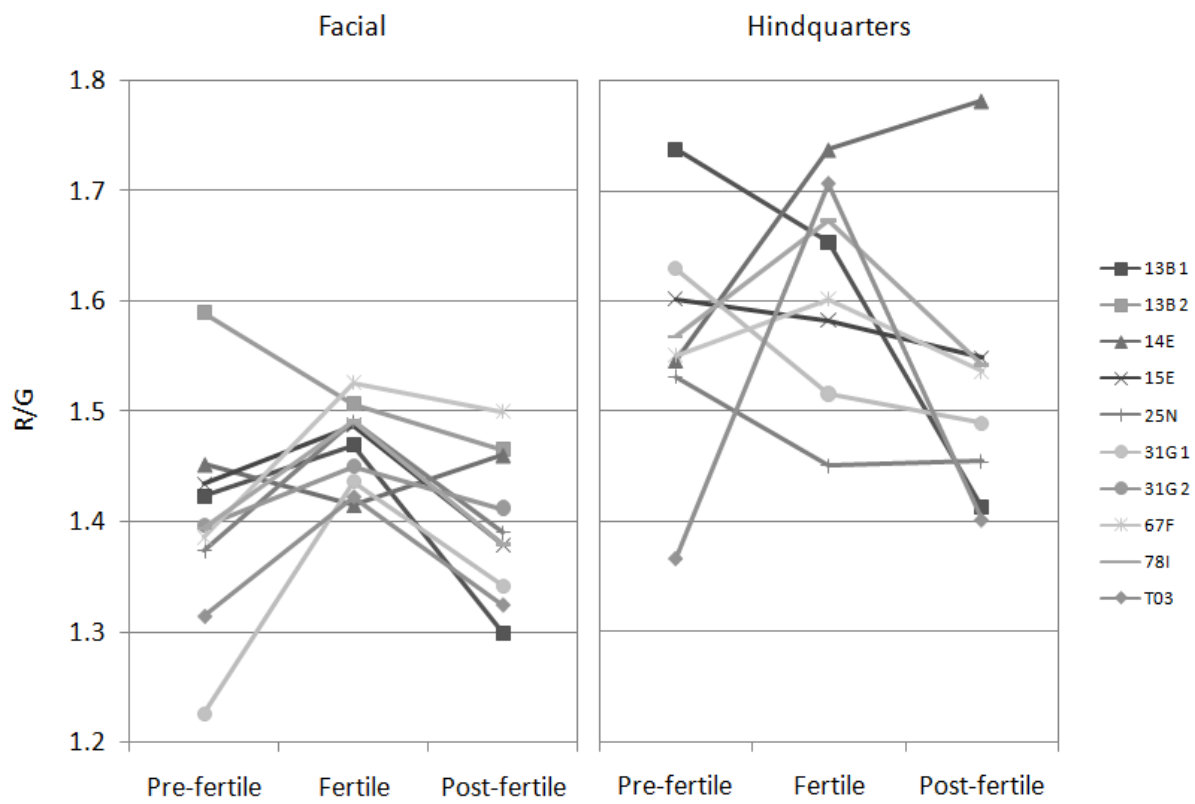 Facial Hindquarters
R/G
1.8
1.7
1.6
1.5
1.4
1.3
1.2
Pre-fertile Fertile Post-fertile Pre-fertile Fertile Post-fertile
13B1
13B2
14E
15E
25N
31G1
31G2
67F
78I
T03